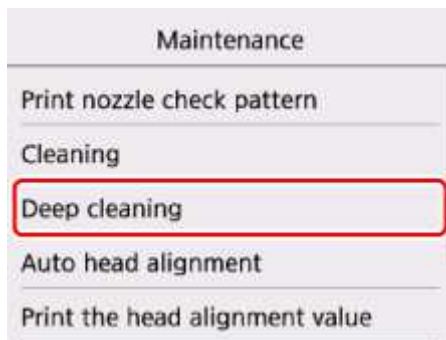 Maintenance
Print nozzle check pattern
Cleaning
Deep cleaning
Auto head alignment
Print the head alignment value